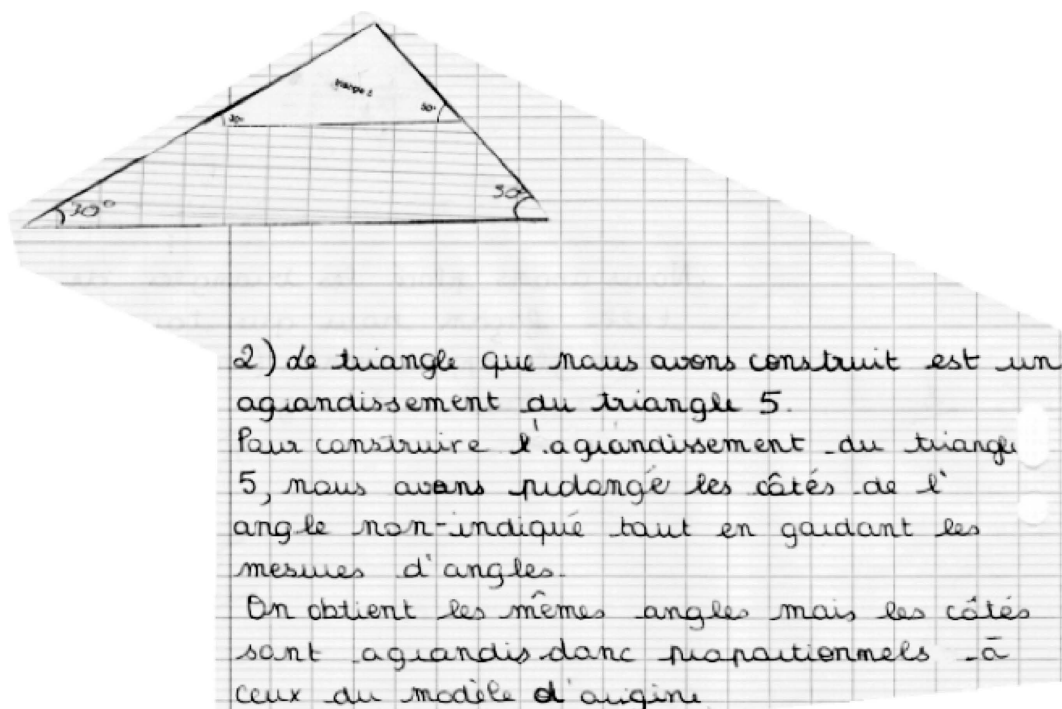 triangle 5
30°
50°
30°
50
2) Le triangle que nous avons construit est un
agrandissement du triangle 5.
Pour construire l'agrandissement du triangle
5, nous avons prolongé les côtés de l'
angle non-indiqué tout en gardant les
mesures d'angles.
On obtient les mêmes angles mais les côtés
sont agrandis donc proportionnels à
ceux du modèle d'origine